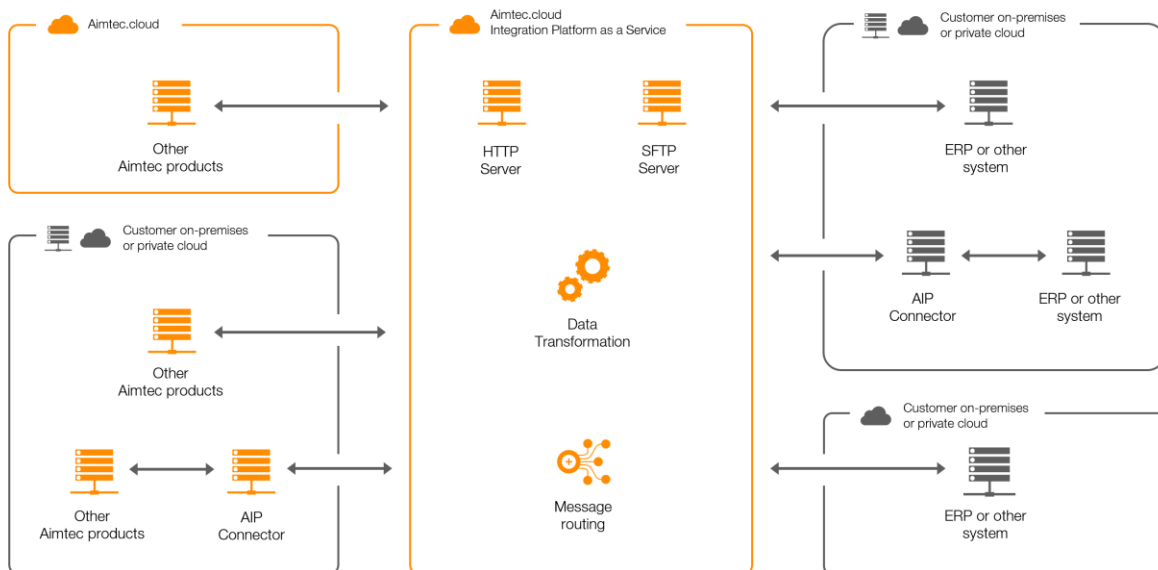 Aimtec.cloud
Other
Aimtec products
Customer on-premises
or private cloud
Other
Aimtec products
Other
Aimtec products
AIP
Connector
Aimtec.cloud
Integration Platform as a Service
HTTP
Server
SFTP
Server
Data
Transformation
Message
routing
Customer on-premises
or private cloud
ERP or other
system
AIP
Connector
ERP or other
system
Customer on-premises
or private cloud
ERP or other
system